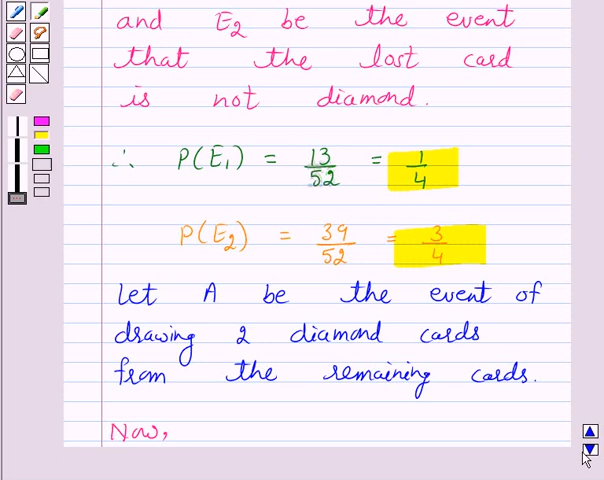 and E₂ be the event
that the lost card
is not diamond.
∴ P(E₁) = 13/52 = 1/4
P(E₂) = 39/52 = 3/4
Let A be the event of
drawing 2 diamond cards
from the remaining cards.
Now,